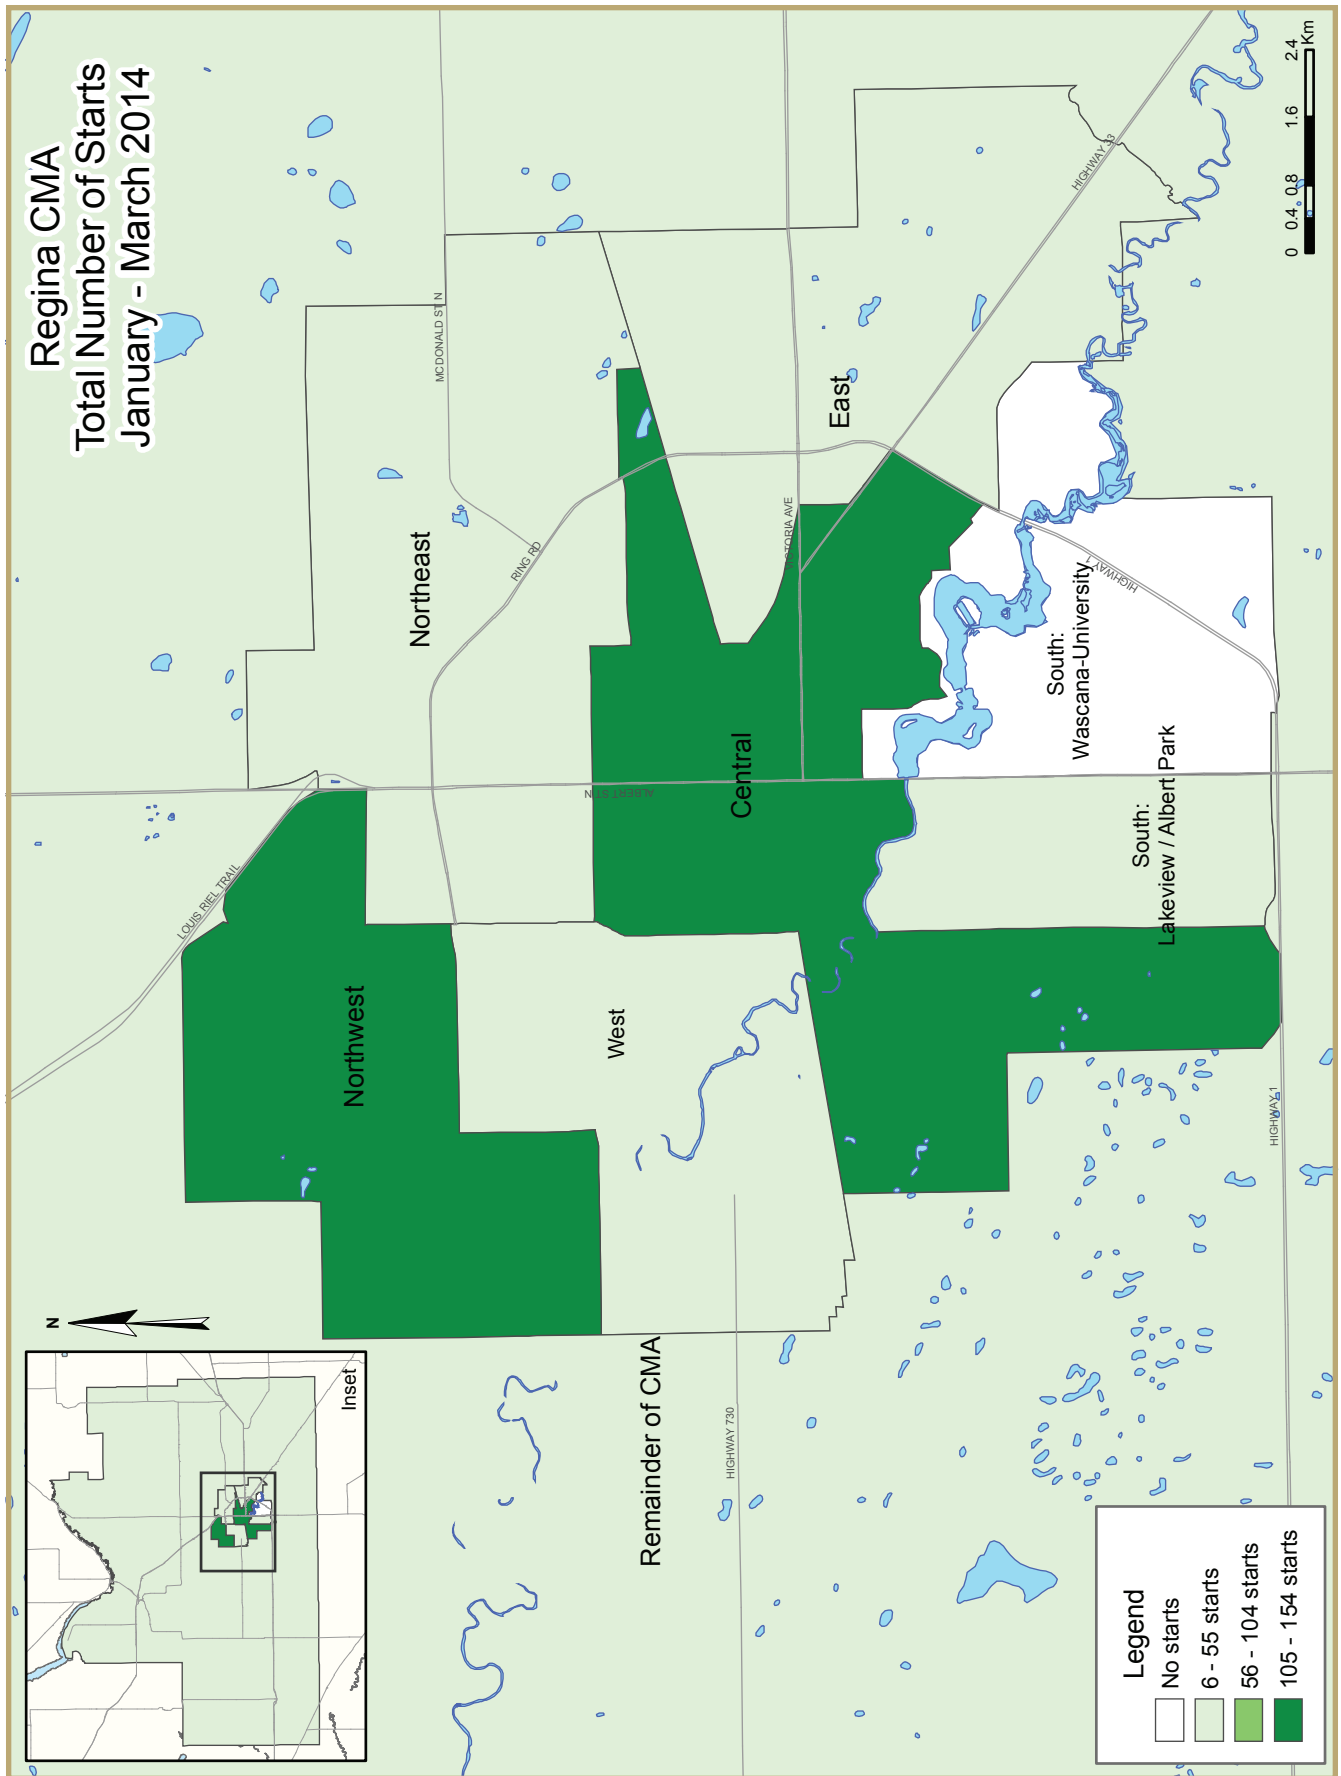 Regina CMA
Total Number of Starts
January - March 2014
N
Inset
LOUIS RIEL TRAIL
MCDONALD ST N
Northeast
RING RD
Northwest
ALBERT ST N
West
Central
VICTORIA AVE
East
HIGHWAY 33
Remainder of CMA
HIGHWAY 730
South:
Wascana-University
HIGHWAY 1
South:
Lakeview / Albert Park
HIGHWAY 1
Legend
No starts
6 - 55 starts
56 - 104 starts
105 - 154 starts
0 0.4 0.8 1.6 2.4
Km